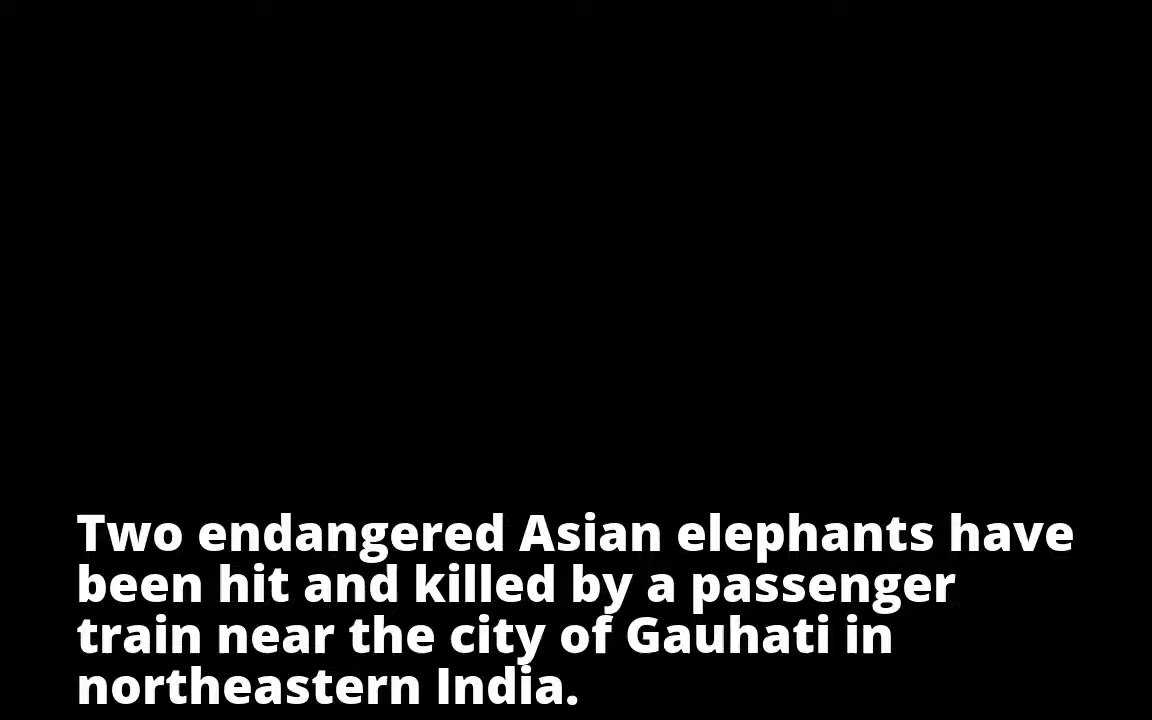 Two endangered Asian elephants have
been hit and killed by a passenger
train near the city of Gauhati in
northeastern India.